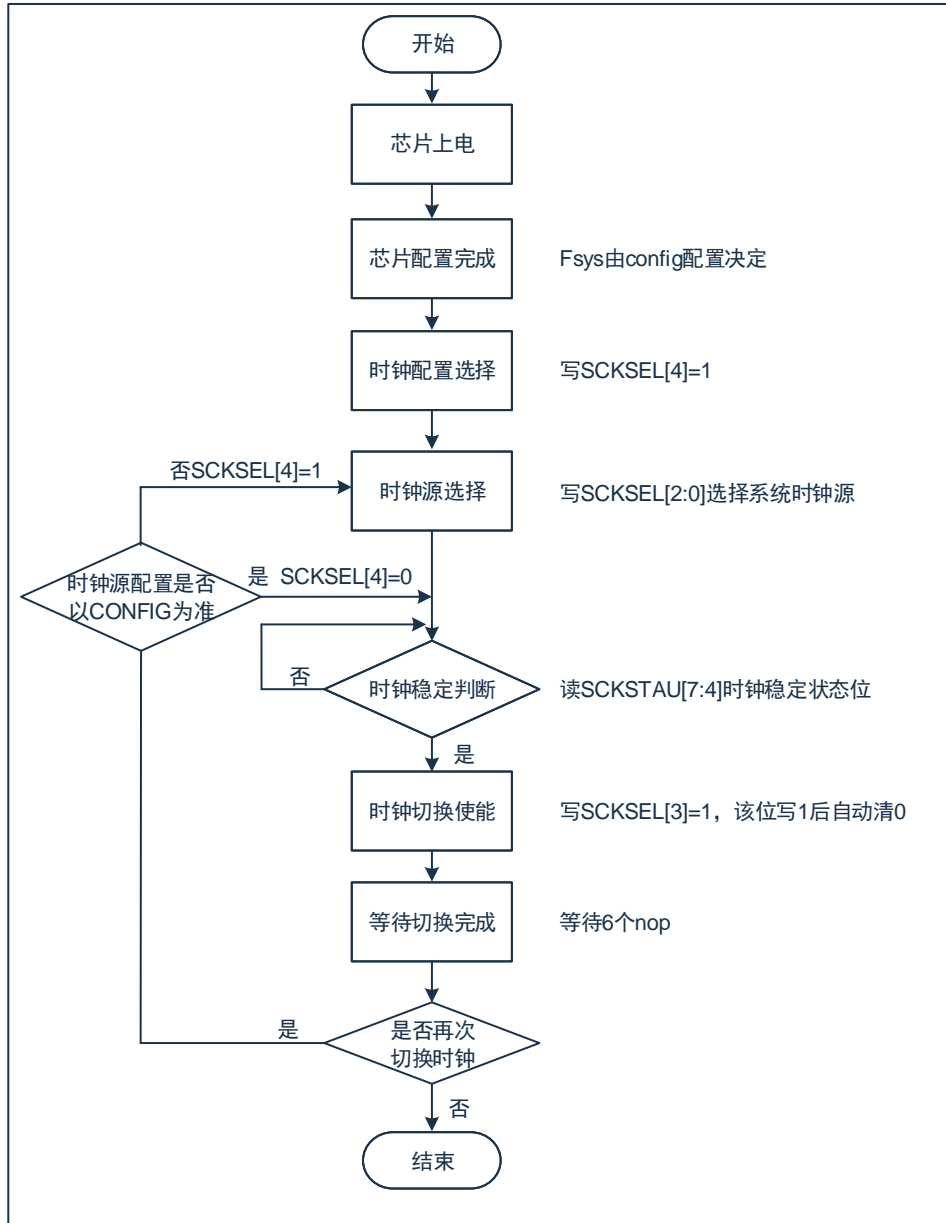 开始
芯片上电
芯片配置完成
Fsys由config配置决定
时钟配置选择
写SCKSEL[4]=1
否SCKSEL[4]=1
时钟源选择
写SCKSEL[2:0]选择系统时钟源
时钟源配置是否
以CONFIG为准
是 SCKSEL[4]=0
否
时钟稳定判断
读SCKSTAU[7:4]时钟稳定状态位
是
时钟切换使能
写SCKSEL[3]=1，该位写1后自动清0
等待切换完成
等待6个nop
是
是否再次
切换时钟
否
结束